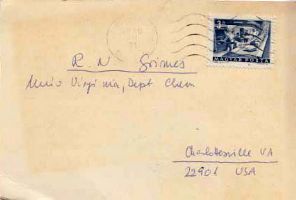 MAGYAR POSTA
R. N. Grimes
Univ Virginia, Dept Chem
Charlottesville VA
22901 USA